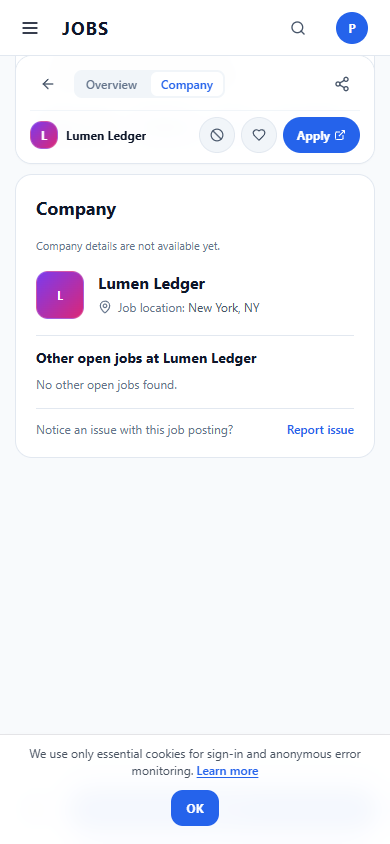 JOBS
P
Overview
Company
L
Lumen Ledger
Apply
Company
Company details are not available yet.
L
Lumen Ledger
Job location: New York, NY
Other open jobs at Lumen Ledger
No other open jobs found.
Notice an issue with this job posting?
Report issue
We use only essential cookies for sign-in and anonymous error
monitoring. Learn more
OK